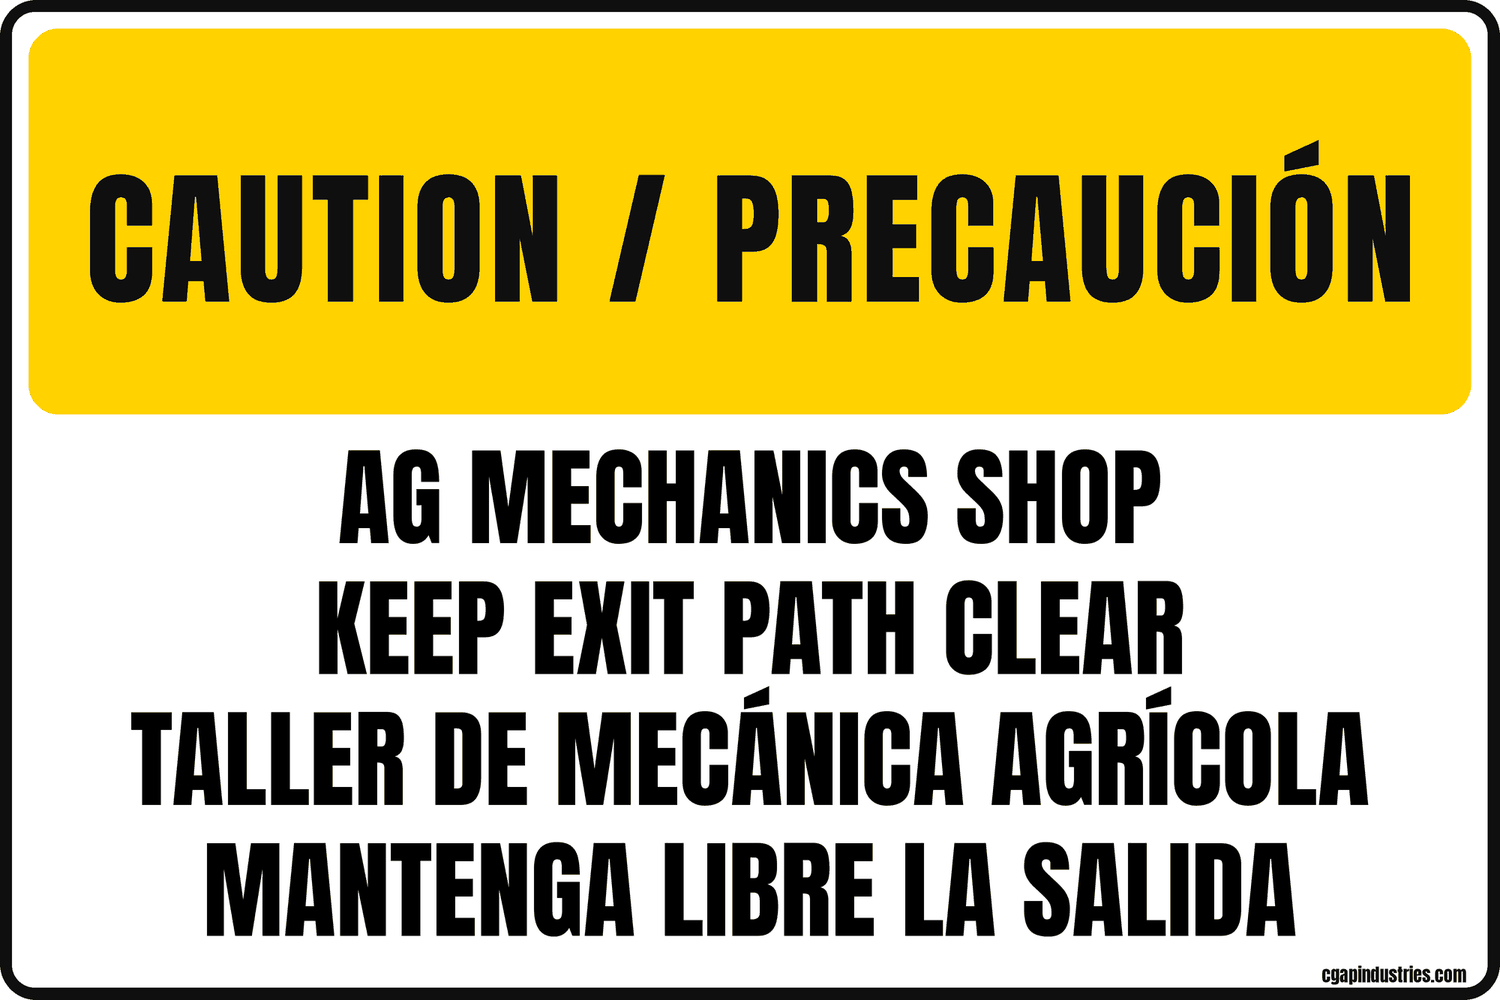 CAUTION / PRECAUCIÓN
AG MECHANICS SHOP
KEEP EXIT PATH CLEAR
TALLER DE MECÁNICA AGRÍCOLA
MANTENGA LIBRE LA SALIDA
cgapindustries.com